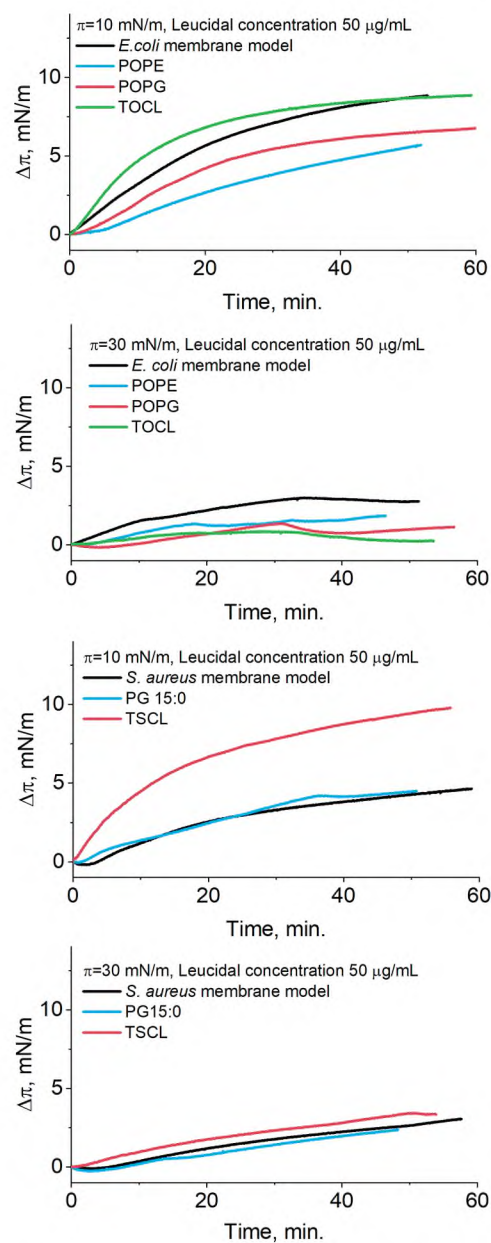 π=10 mN/m, Leucidal concentration 50 μg/mL
E.coli membrane model
POPE
POPG
TOCL
10
5
0
Δπ, mN/m
0 20 40 60
Time, min.
π=30 mN/m, Leucidal concentration 50 μg/mL
E. coli membrane model
POPE
POPG
TOCL
10
5
0
Δπ, mN/m
0 20 40 60
Time, min.
π=10 mN/m, Leucidal concentration 50 μg/mL
S. aureus membrane model
PG 15:0
TSCL
10
5
0
Δπ, mN/m
0 20 40 60
Time, min.
π=30 mN/m, Leucidal concentration 50 μg/mL
S. aureus membrane model
PG15:0
TSCL
10
5
0
Δπ, mN/m
0 20 40 60
Time, min.